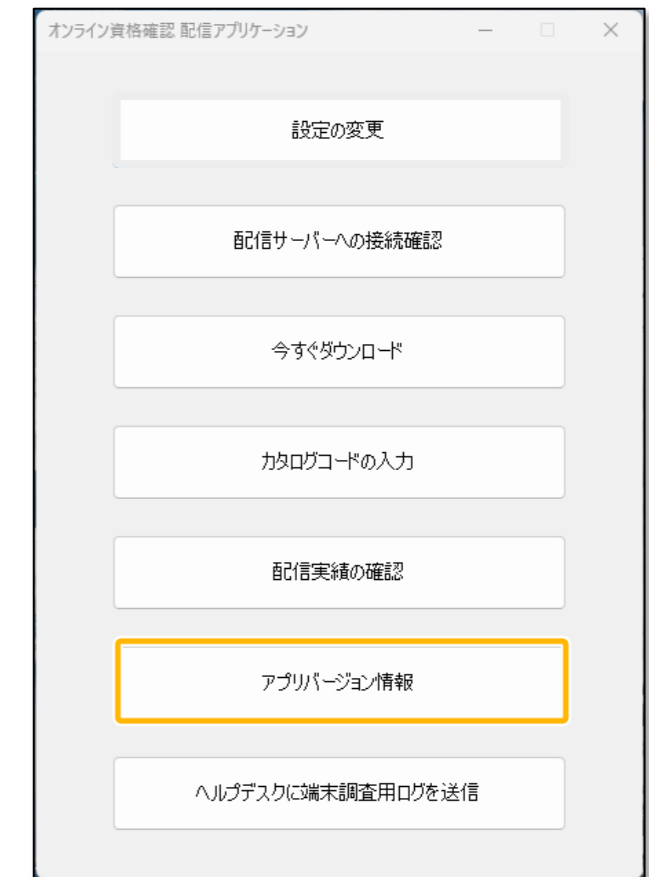 オンライン資格確認 配信アプリケーション
設定の変更
配信サーバーへの接続確認
今すぐダウンロード
カタログコードの入力
配信実績の確認
アプリバージョン情報
ヘルプデスクに端末調査用ログを送信